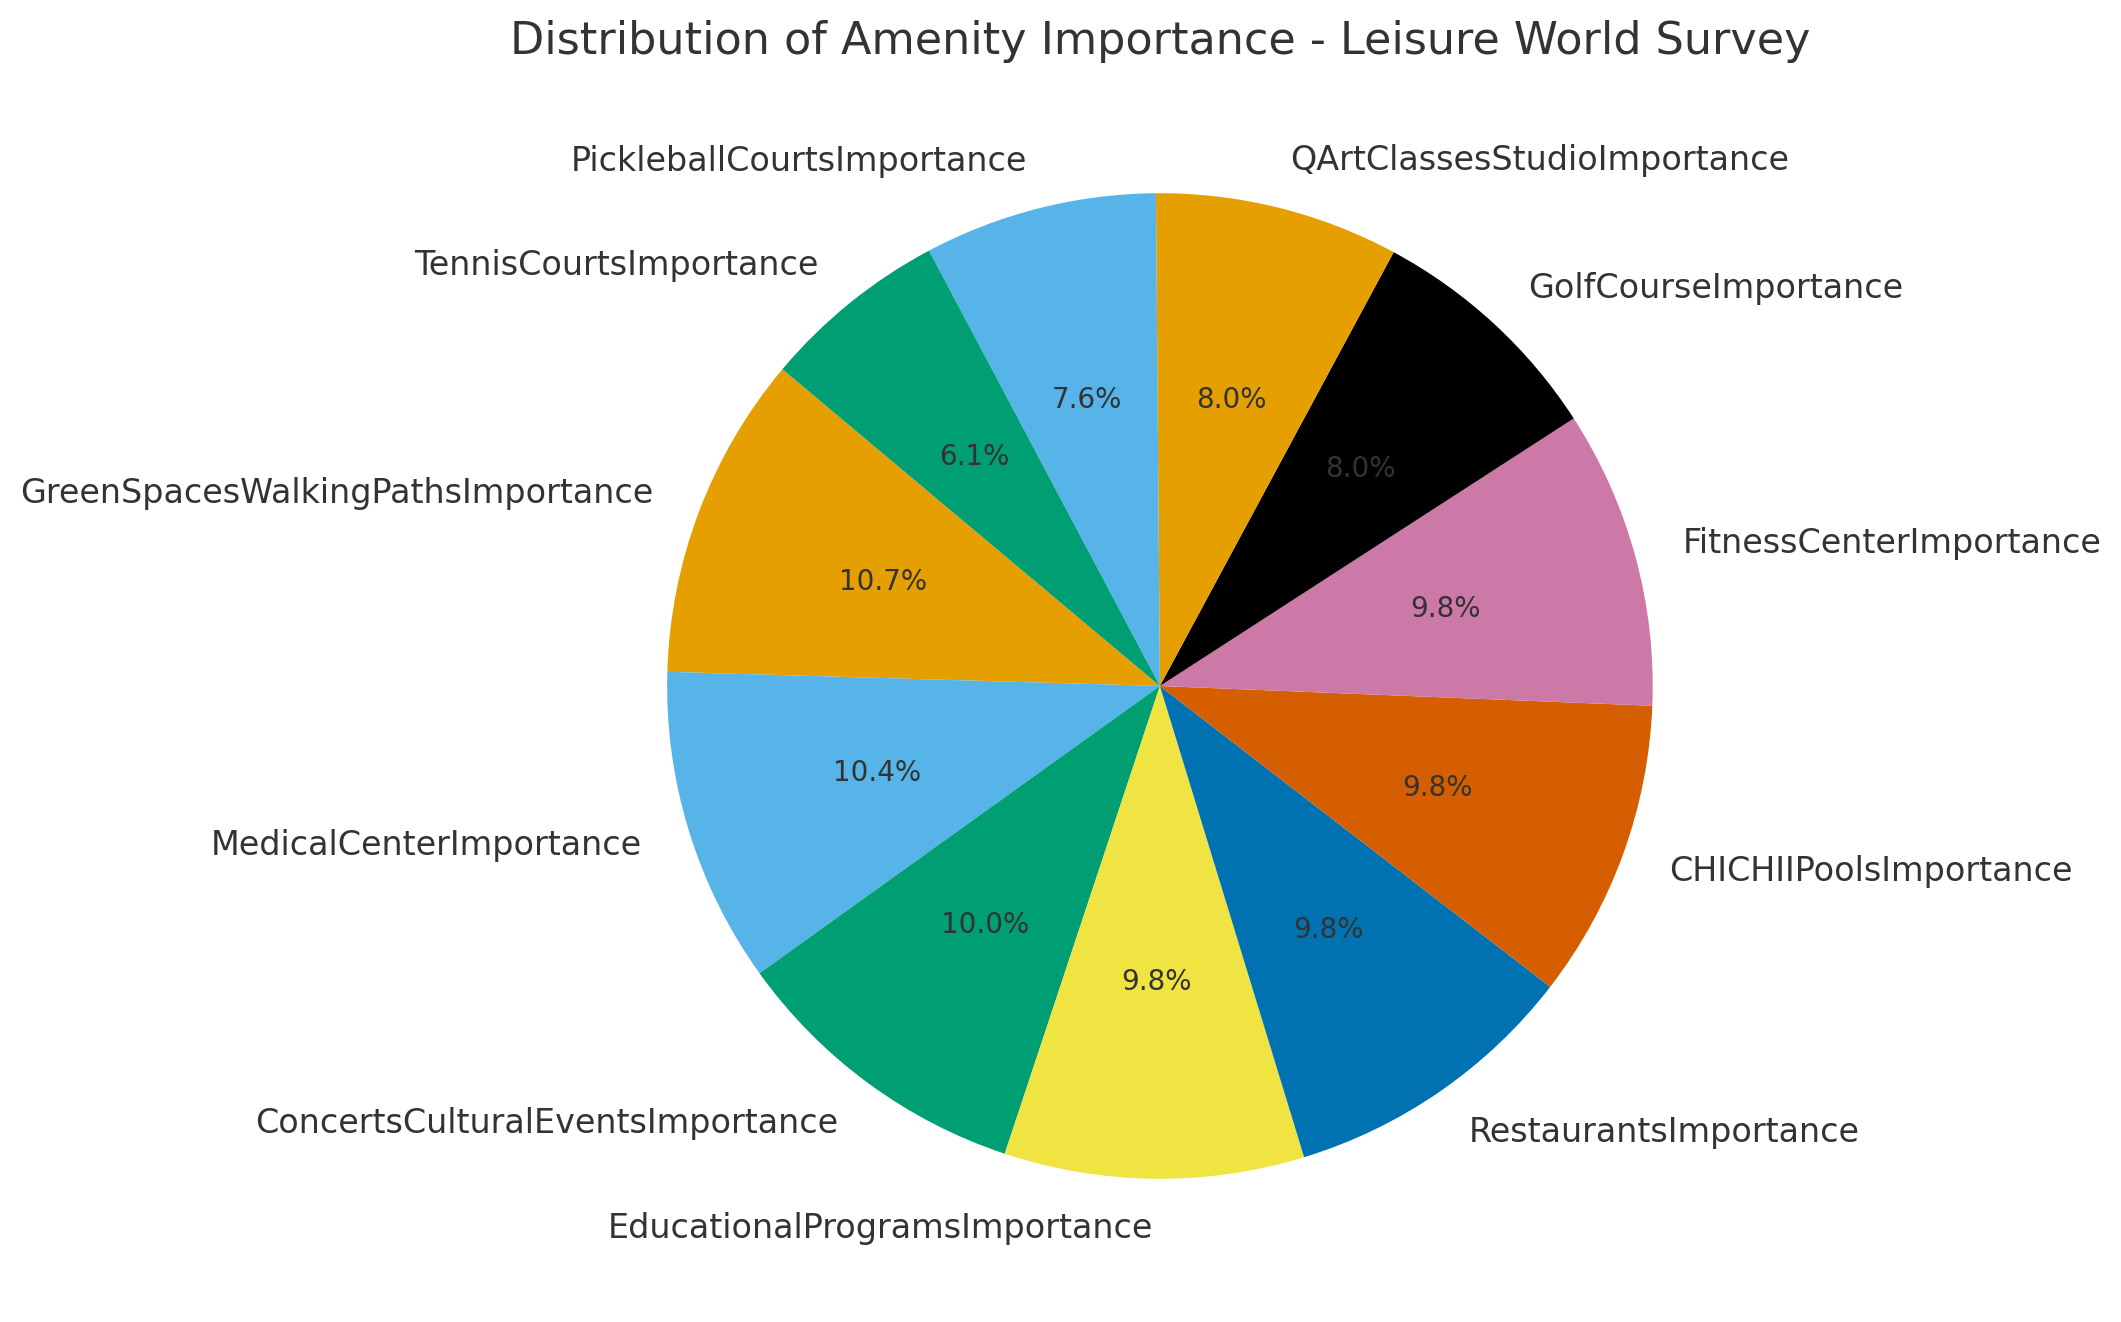 Distribution of Amenity Importance - Leisure World Survey
PickleballCourtsImportance
QArtClassesStudioImportance
TennisCourtsImportance
GolfCourseImportance
7.6%
8.0%
6.1%
8.0%
GreenSpacesWalkingPathsImportance
FitnessCenterImportance
10.7%
9.8%
10.4%
9.8%
MedicalCenterImportance
CHICHIIPoolsImportance
10.0%
9.8%
9.8%
ConcertsCulturalEventsImportance
RestaurantsImportance
EducationalProgramsImportance